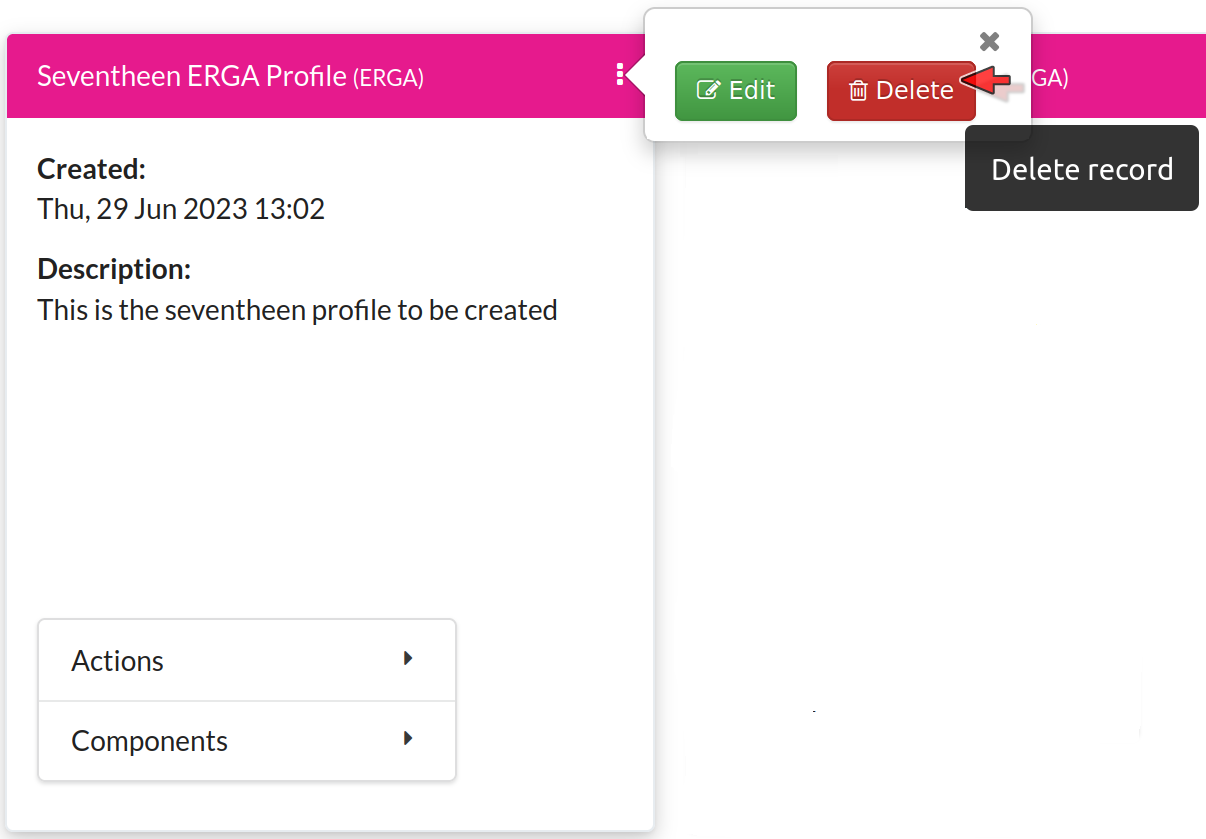 Seventheen ERGA Profile (ERGA)
Edit
Delete
GA)
Delete record
Created:
Thu, 29 Jun 2023 13:02
Description:
This is the seventheen profile to be created
Actions
Components